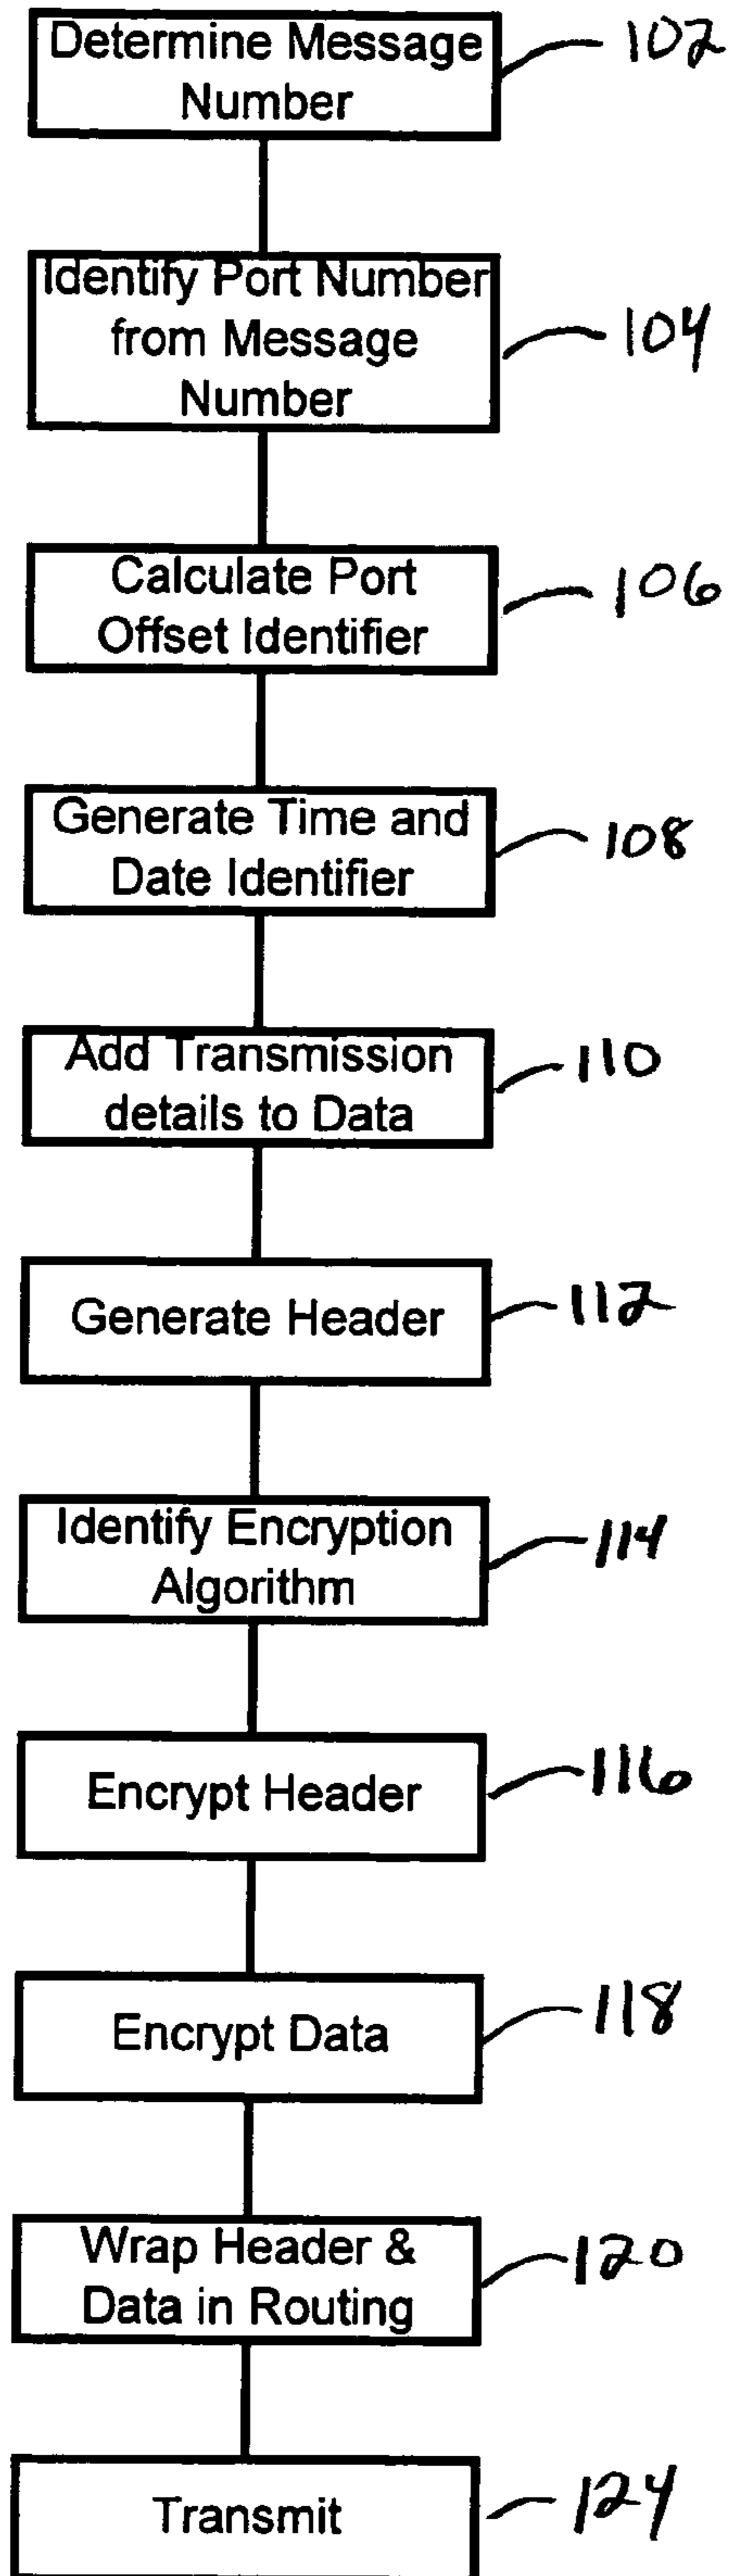 Determine Message
Number
102
Identify Port Number
from Message
Number
104
Calculate Port
Offset Identifier
106
Generate Time and
Date Identifier
108
Add Transmission
details to Data
110
Generate Header
112
Identify Encryption
Algorithm
114
Encrypt Header
116
Encrypt Data
118
Wrap Header &
Data in Routing
120
Transmit
124